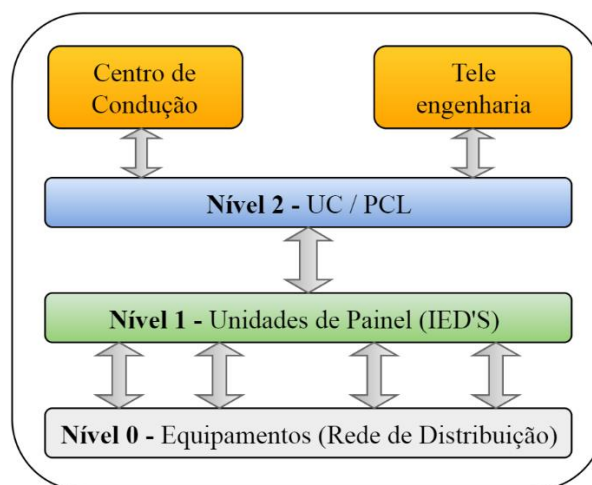 Centro de
Condução
Tele
engenharia
Nível 2 - UC / PCL
Nível 1 - Unidades de Painel (IED'S)
Nível 0 - Equipamentos (Rede de Distribuição)